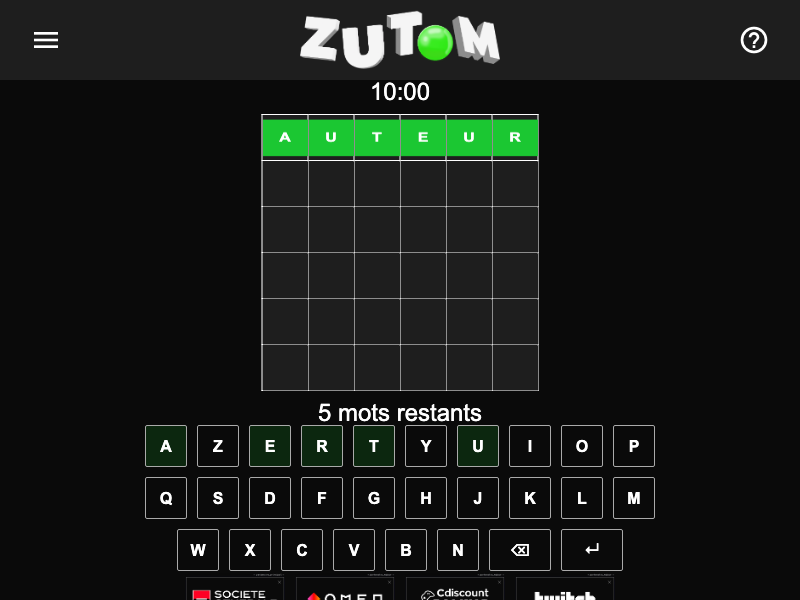 ZUTOM
10:00
A U T E U R
5 mots restants
A Z E R T Y U I O P
Q S D F G H J K L M
W X C V B N
SOCIETE
OMEN
Cdiscount
twitch